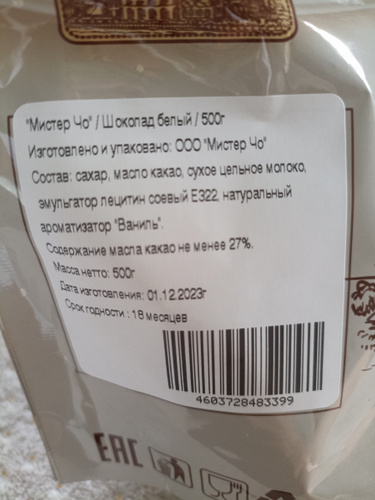 "Мистер Чо" / Шоколад белый / 500г
Изготовлено и упаковано: ООО "Мистер Чо"
Состав: сахар, масло какао, сухое цельное молоко,
эмульгатор лецитин соевый Е322, натуральный
ароматизатор "Ваниль".
Содержание масла какао не менее 27%.
Масса нетто: 500г
Дата изготовления: 01.12.2023г
Срок годности : 18 месяцев
4603728483399
EAC